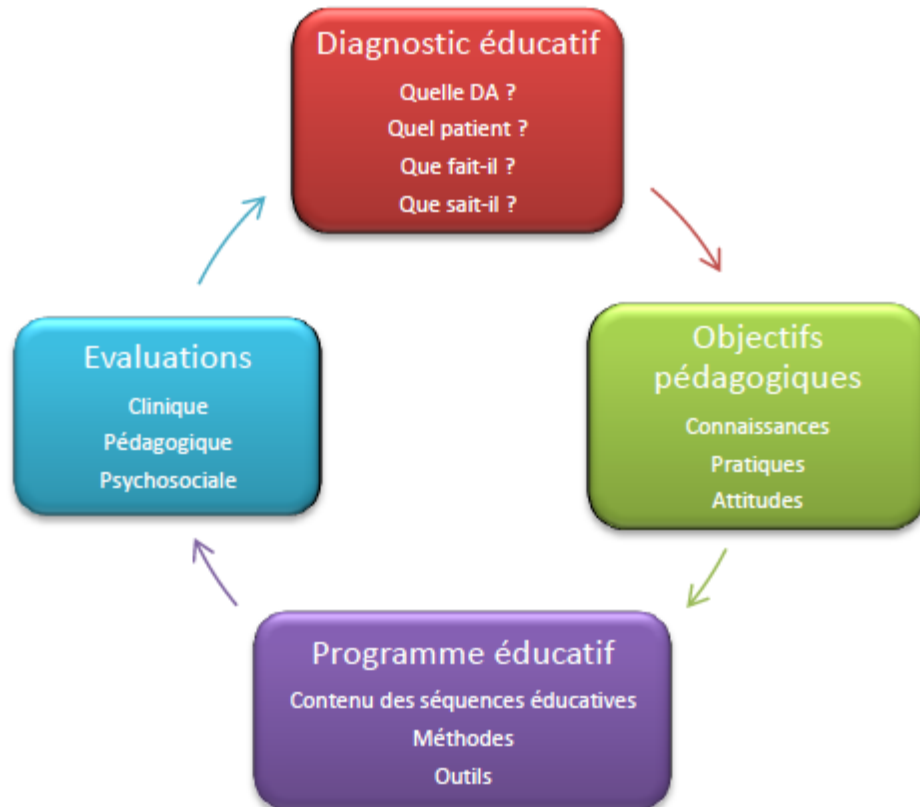 Diagnostic éducatif
Quelle DA ?
Quel patient ?
Que fait-il ?
Que sait-il ?
Objectifs
pédagogiques
Connaissances
Pratiques
Attitudes
Programme éducatif
Contenu des séquences éducatives
Méthodes
Outils
Evaluations
Clinique
Pédagogique
Psychosociale